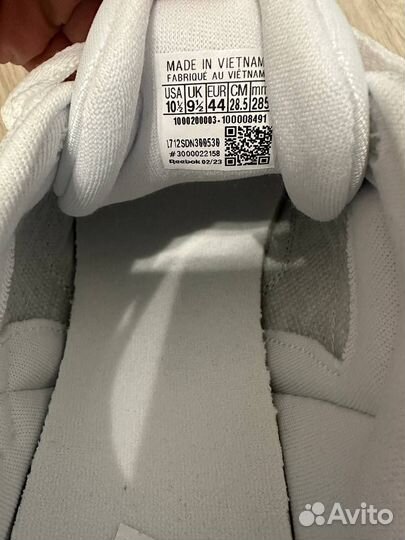 MADE IN VIETNAM
FABRIQUÉ AU VIÊTNAM
USA UK EUR CM mm
10½ 9½ 44 28.5 285
1000200003-100008491
L712SDN300530
#3000022158
Reebok 02/23
Avito